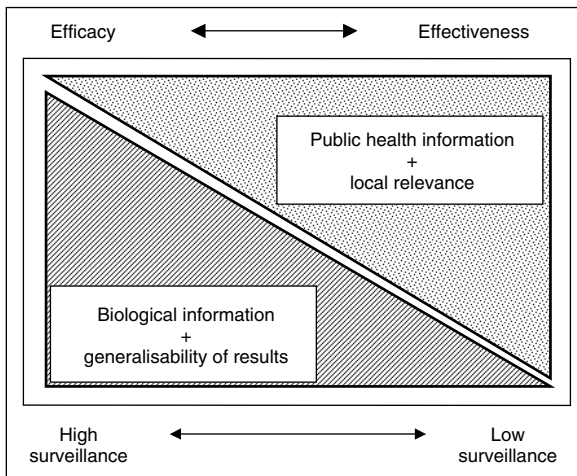 Efficacy Effectiveness
Public health information
+
local relevance
Biological information
+
generalisability of results
High Low
surveillance surveillance